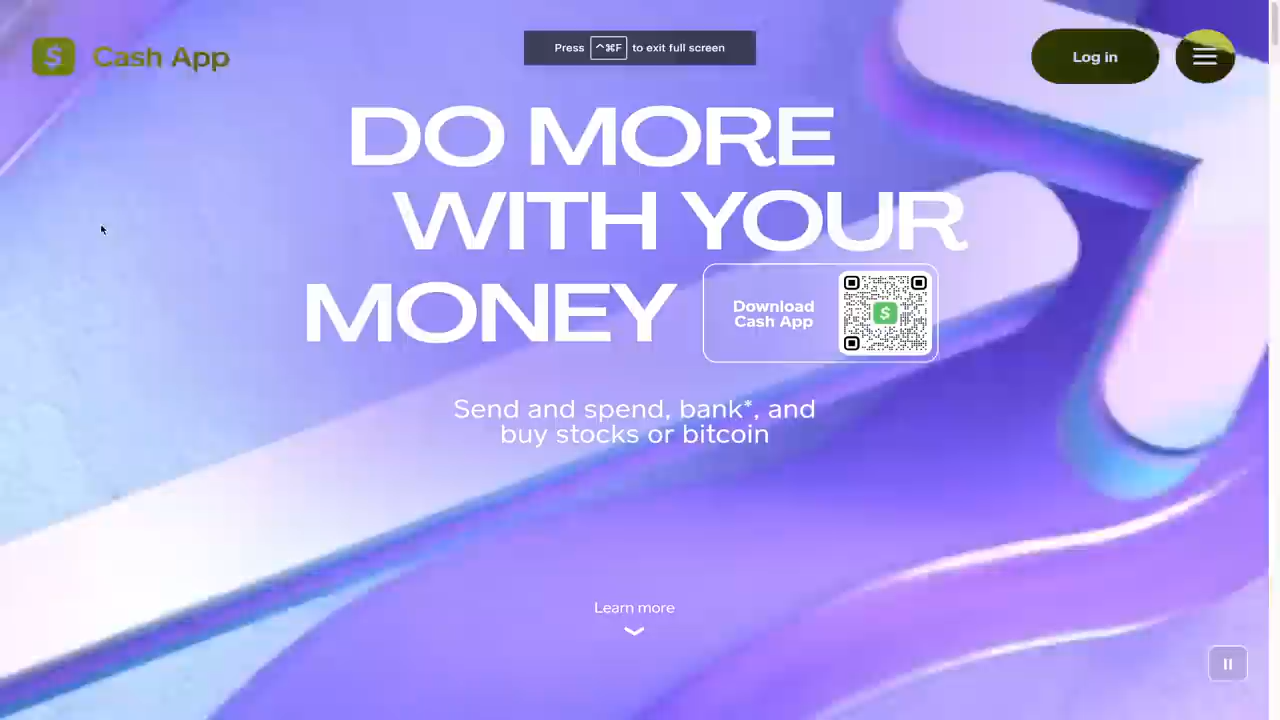 $ Cash App
Press ^⌘F to exit full screen
Log in
DO MORE
WITH YOUR
MONEY
Download
Cash App
$
Send and spend, bank*, and
buy stocks or bitcoin
Learn more